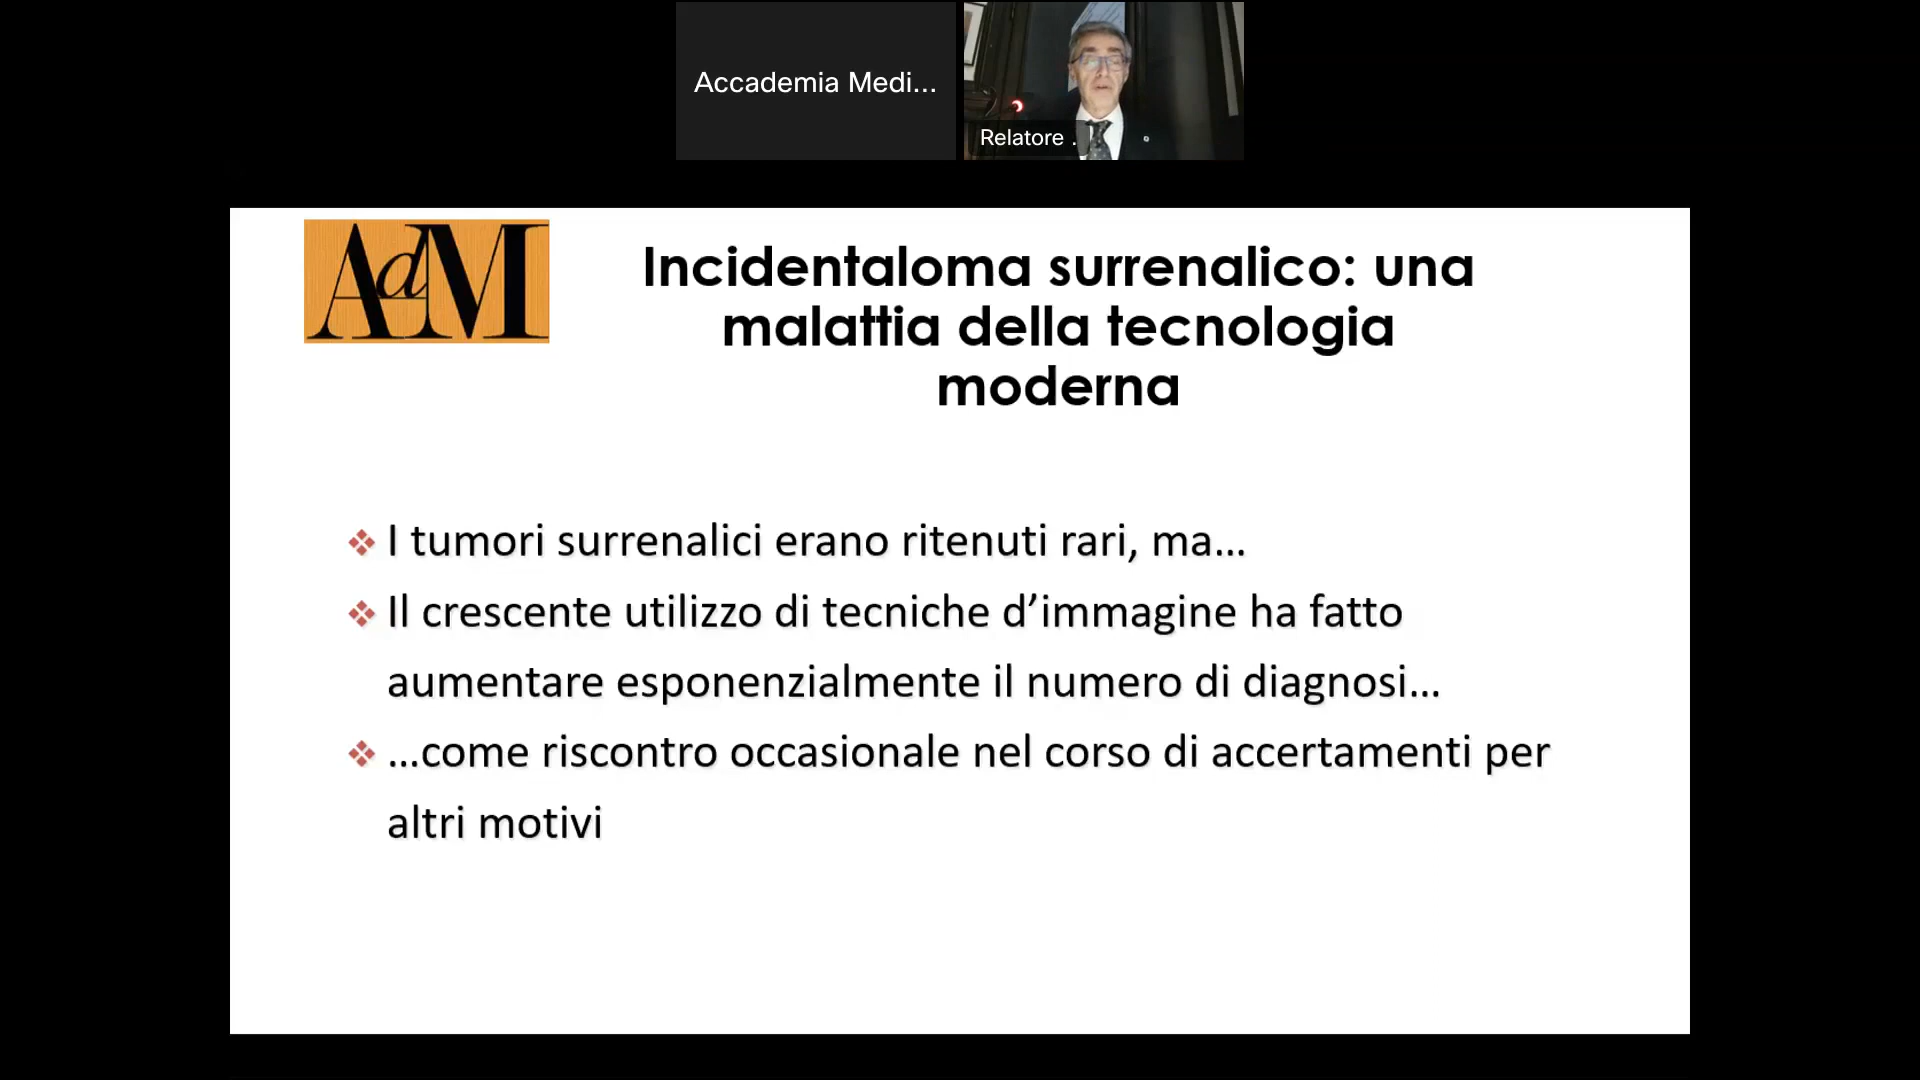 Accademia Medi...
Relatore .
AdM
Incidentaloma surrenalico: una
malattia della tecnologia
moderna
❖ I tumori surrenalici erano ritenuti rari, ma…
❖ Il crescente utilizzo di tecniche d’immagine ha fatto
aumentare esponenzialmente il numero di diagnosi…
❖ …come riscontro occasionale nel corso di accertamenti per
altri motivi